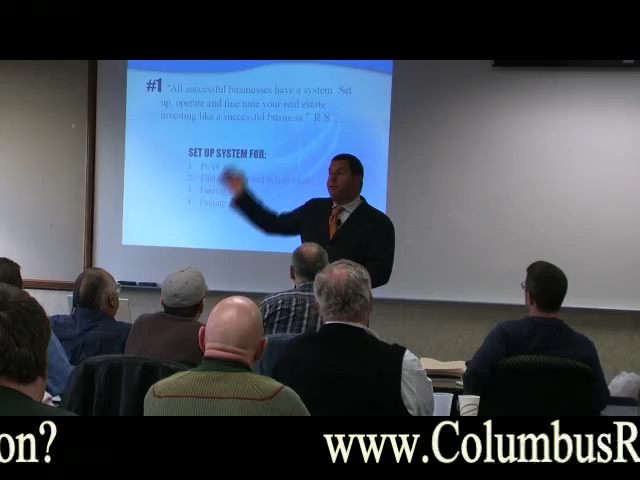 #1 "All successful businesses have a system Set
up, operate and fine tune your real estate
investing like a successful business." R S
SET UP SYSTEM FOR:
1
2
3
4
on? www.ColumbusR